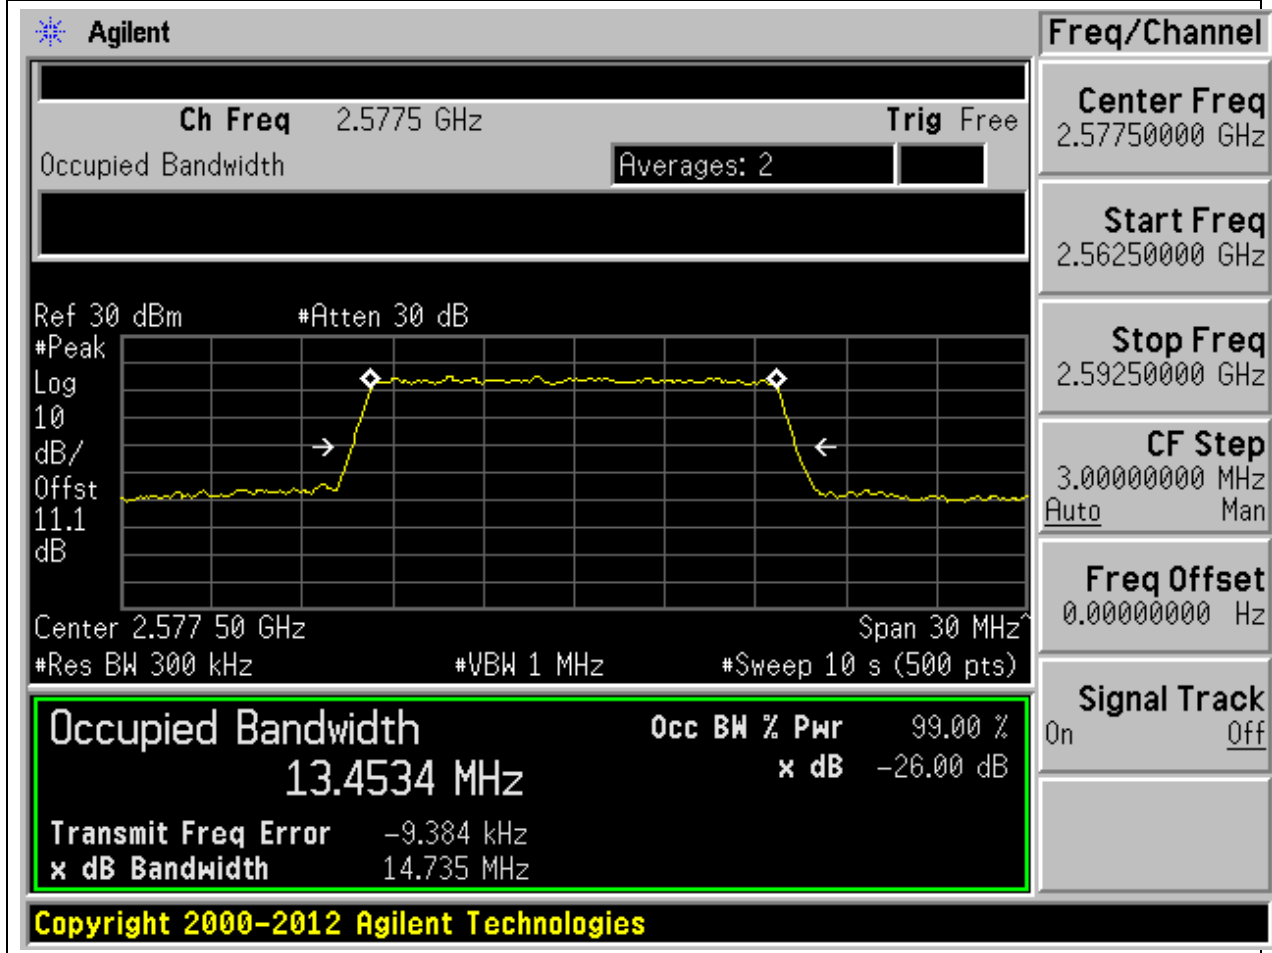 Agilent
Freq/Channel
Ch Freq 2.5775 GHz Trig Free
Occupied Bandwidth Averages: 2
Center Freq
2.57750000 GHz
Start Freq
2.56250000 GHz
Stop Freq
2.59250000 GHz
CF Step
3.00000000 MHz
Auto Man
Freq Offset
0.00000000 Hz
Signal Track
On Off
Ref 30 dBm #Atten 30 dB
#Peak
Log
10
dB/
Offst
11.1
dB
Center 2.577 50 GHz Span 30 MHz^
#Res BW 300 kHz #VBW 1 MHz #Sweep 10 s (500 pts)
Occupied Bandwidth
13.4534 MHz
Occ BW % Pwr 99.00 %
x dB -26.00 dB
Transmit Freq Error -9.384 kHz
x dB Bandwidth 14.735 MHz
Copyright 2000-2012 Agilent Technologies